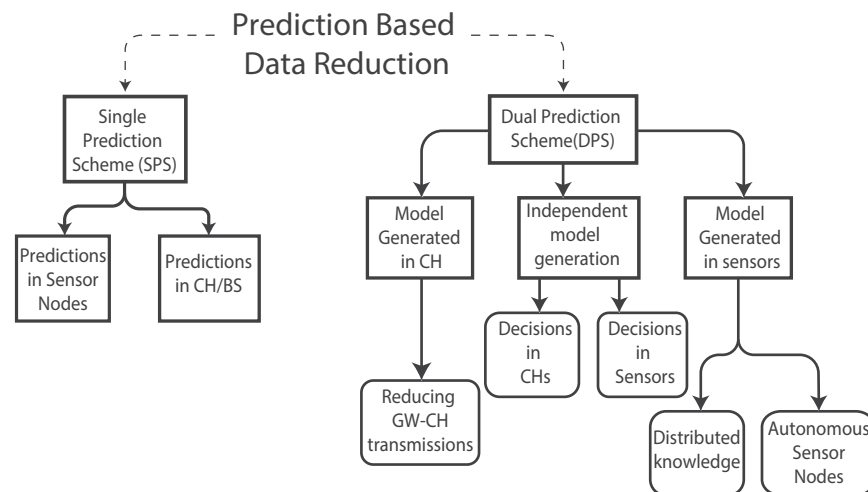 Prediction Based
Data Reduction
Single
Prediction
Scheme (SPS)
Dual Prediction
Scheme(DPS)
Predictions
in Sensor
Nodes
Predictions
in CH/BS
Model
Generated
in CH
Independent
model
generation
Model
Generated
in sensors
Decisions
in
CHs
Decisions
in
Sensors
Reducing
GW-CH
transmissions
Distributed
knowledge
Autonomous
Sensor
Nodes